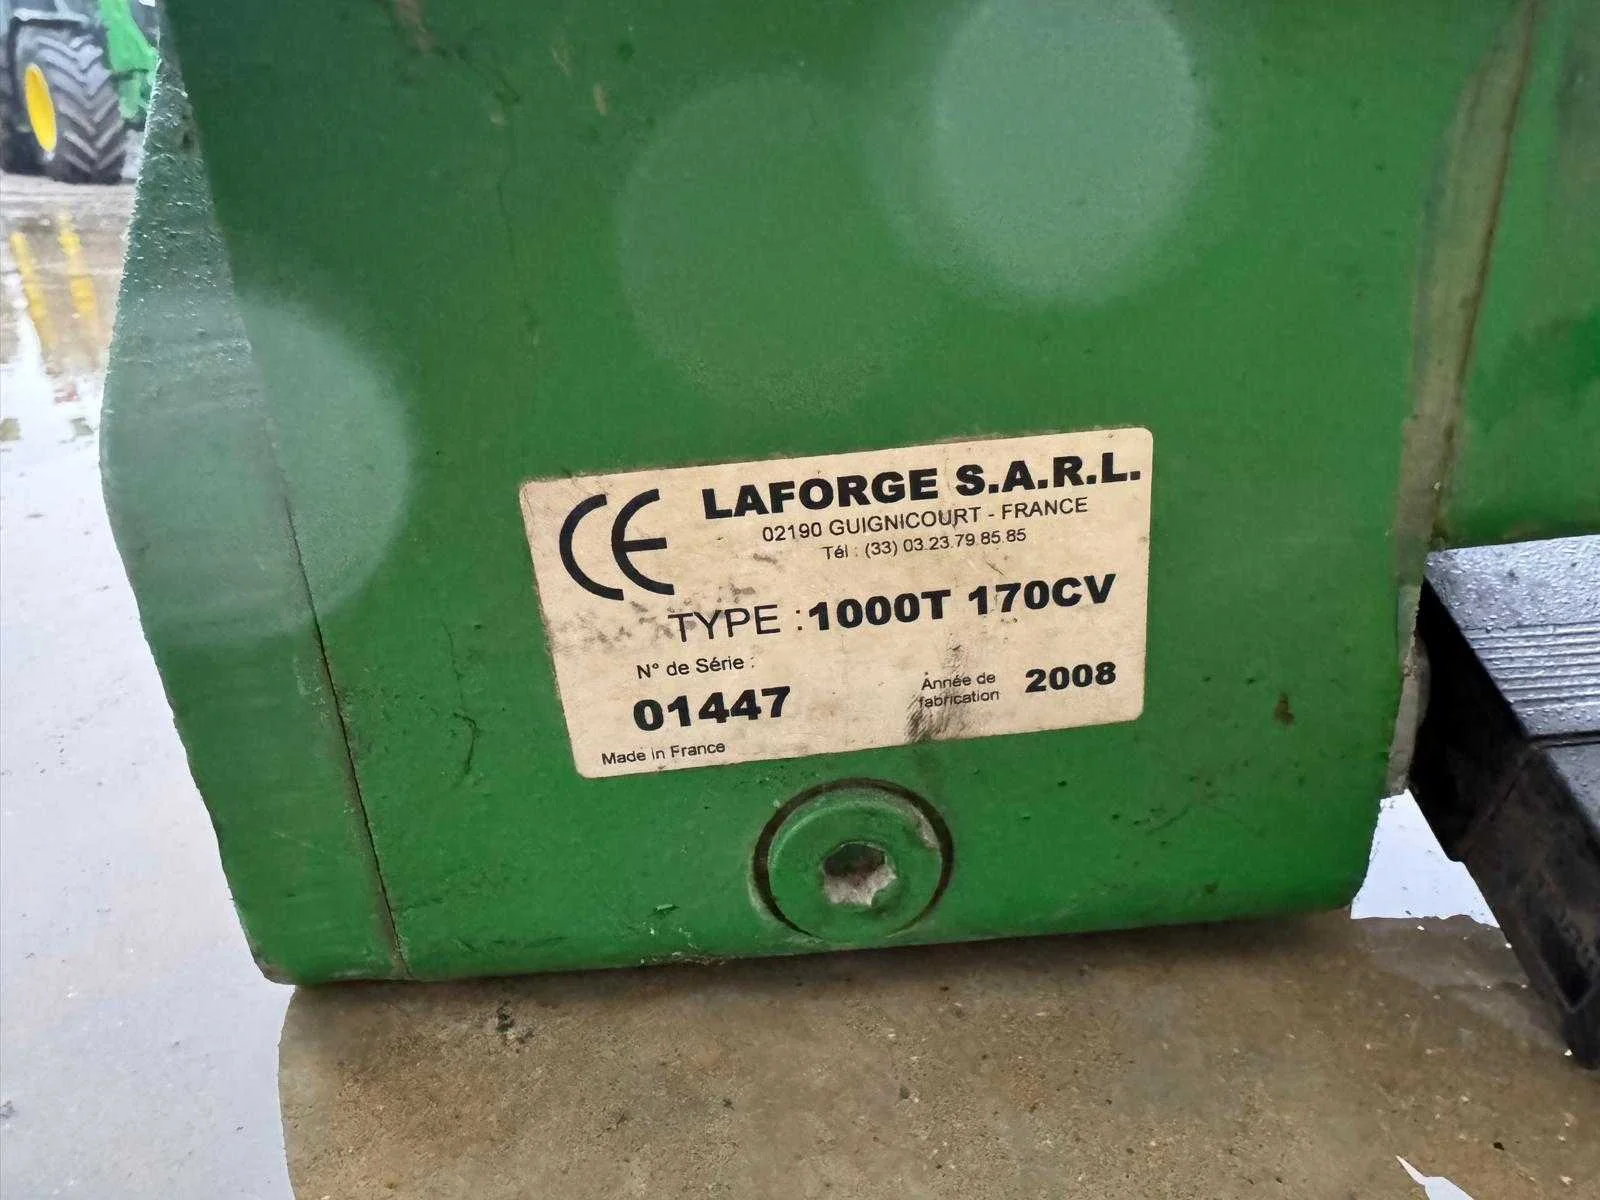 CE
LAFORGE S.A.R.L.
02190 GUIGNICOURT - FRANCE
Tél : (33) 03.23.79.85.85
TYPE : 1000T 170CV
N° de Série :
01447
Année de
fabrication
2008
Made in France